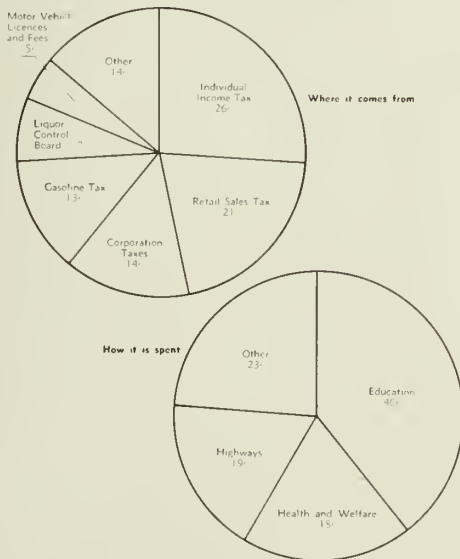 Motor Vehicle
Licences
and Fees
5·
Other
14·
Individual
Income Tax
26·
Where it comes from
Liquor
Control
Board
Gasoline Tax
13·
Retail Sales Tax
21
Corporation
Taxes
14·
How it is spent
Other
23·
Education
40·
Highways
19·
Health and Welfare
18·